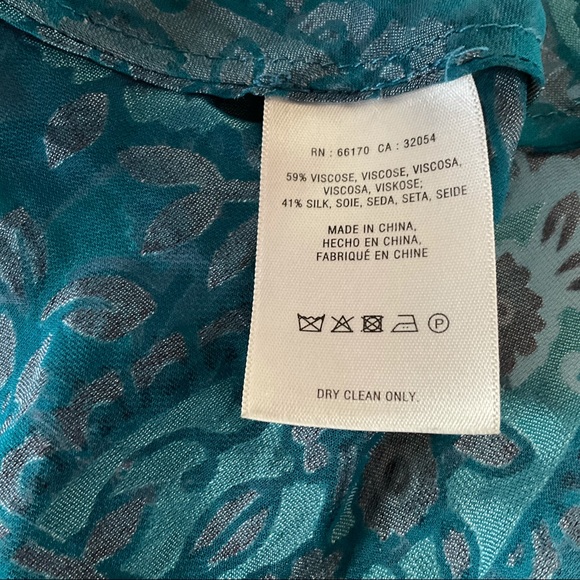 RN : 66170 CA : 32054
59% VISCOSE, VISCOSE, VISCOSA,
VISCOSA, VISKOSE;
41% SILK, SOIE, SEDA, SETA, SEIDE
MADE IN CHINA,
HECHO EN CHINA,
FABRIQUÉ EN CHINE
P
DRY CLEAN ONLY.